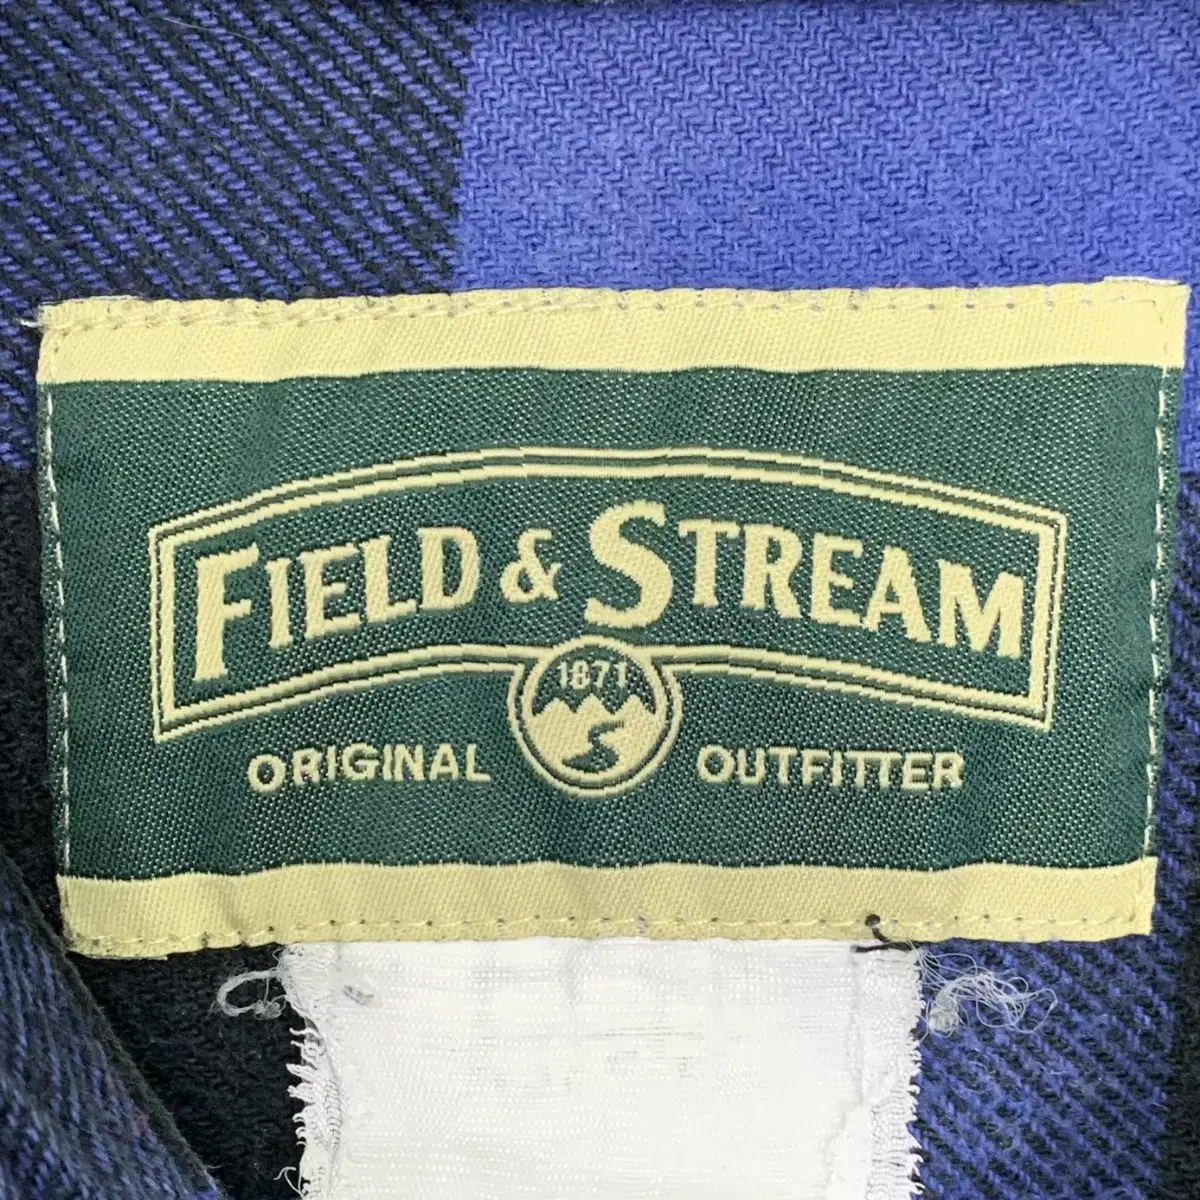 FIELD & STREAM
1871
ORIGINAL OUTFITTER